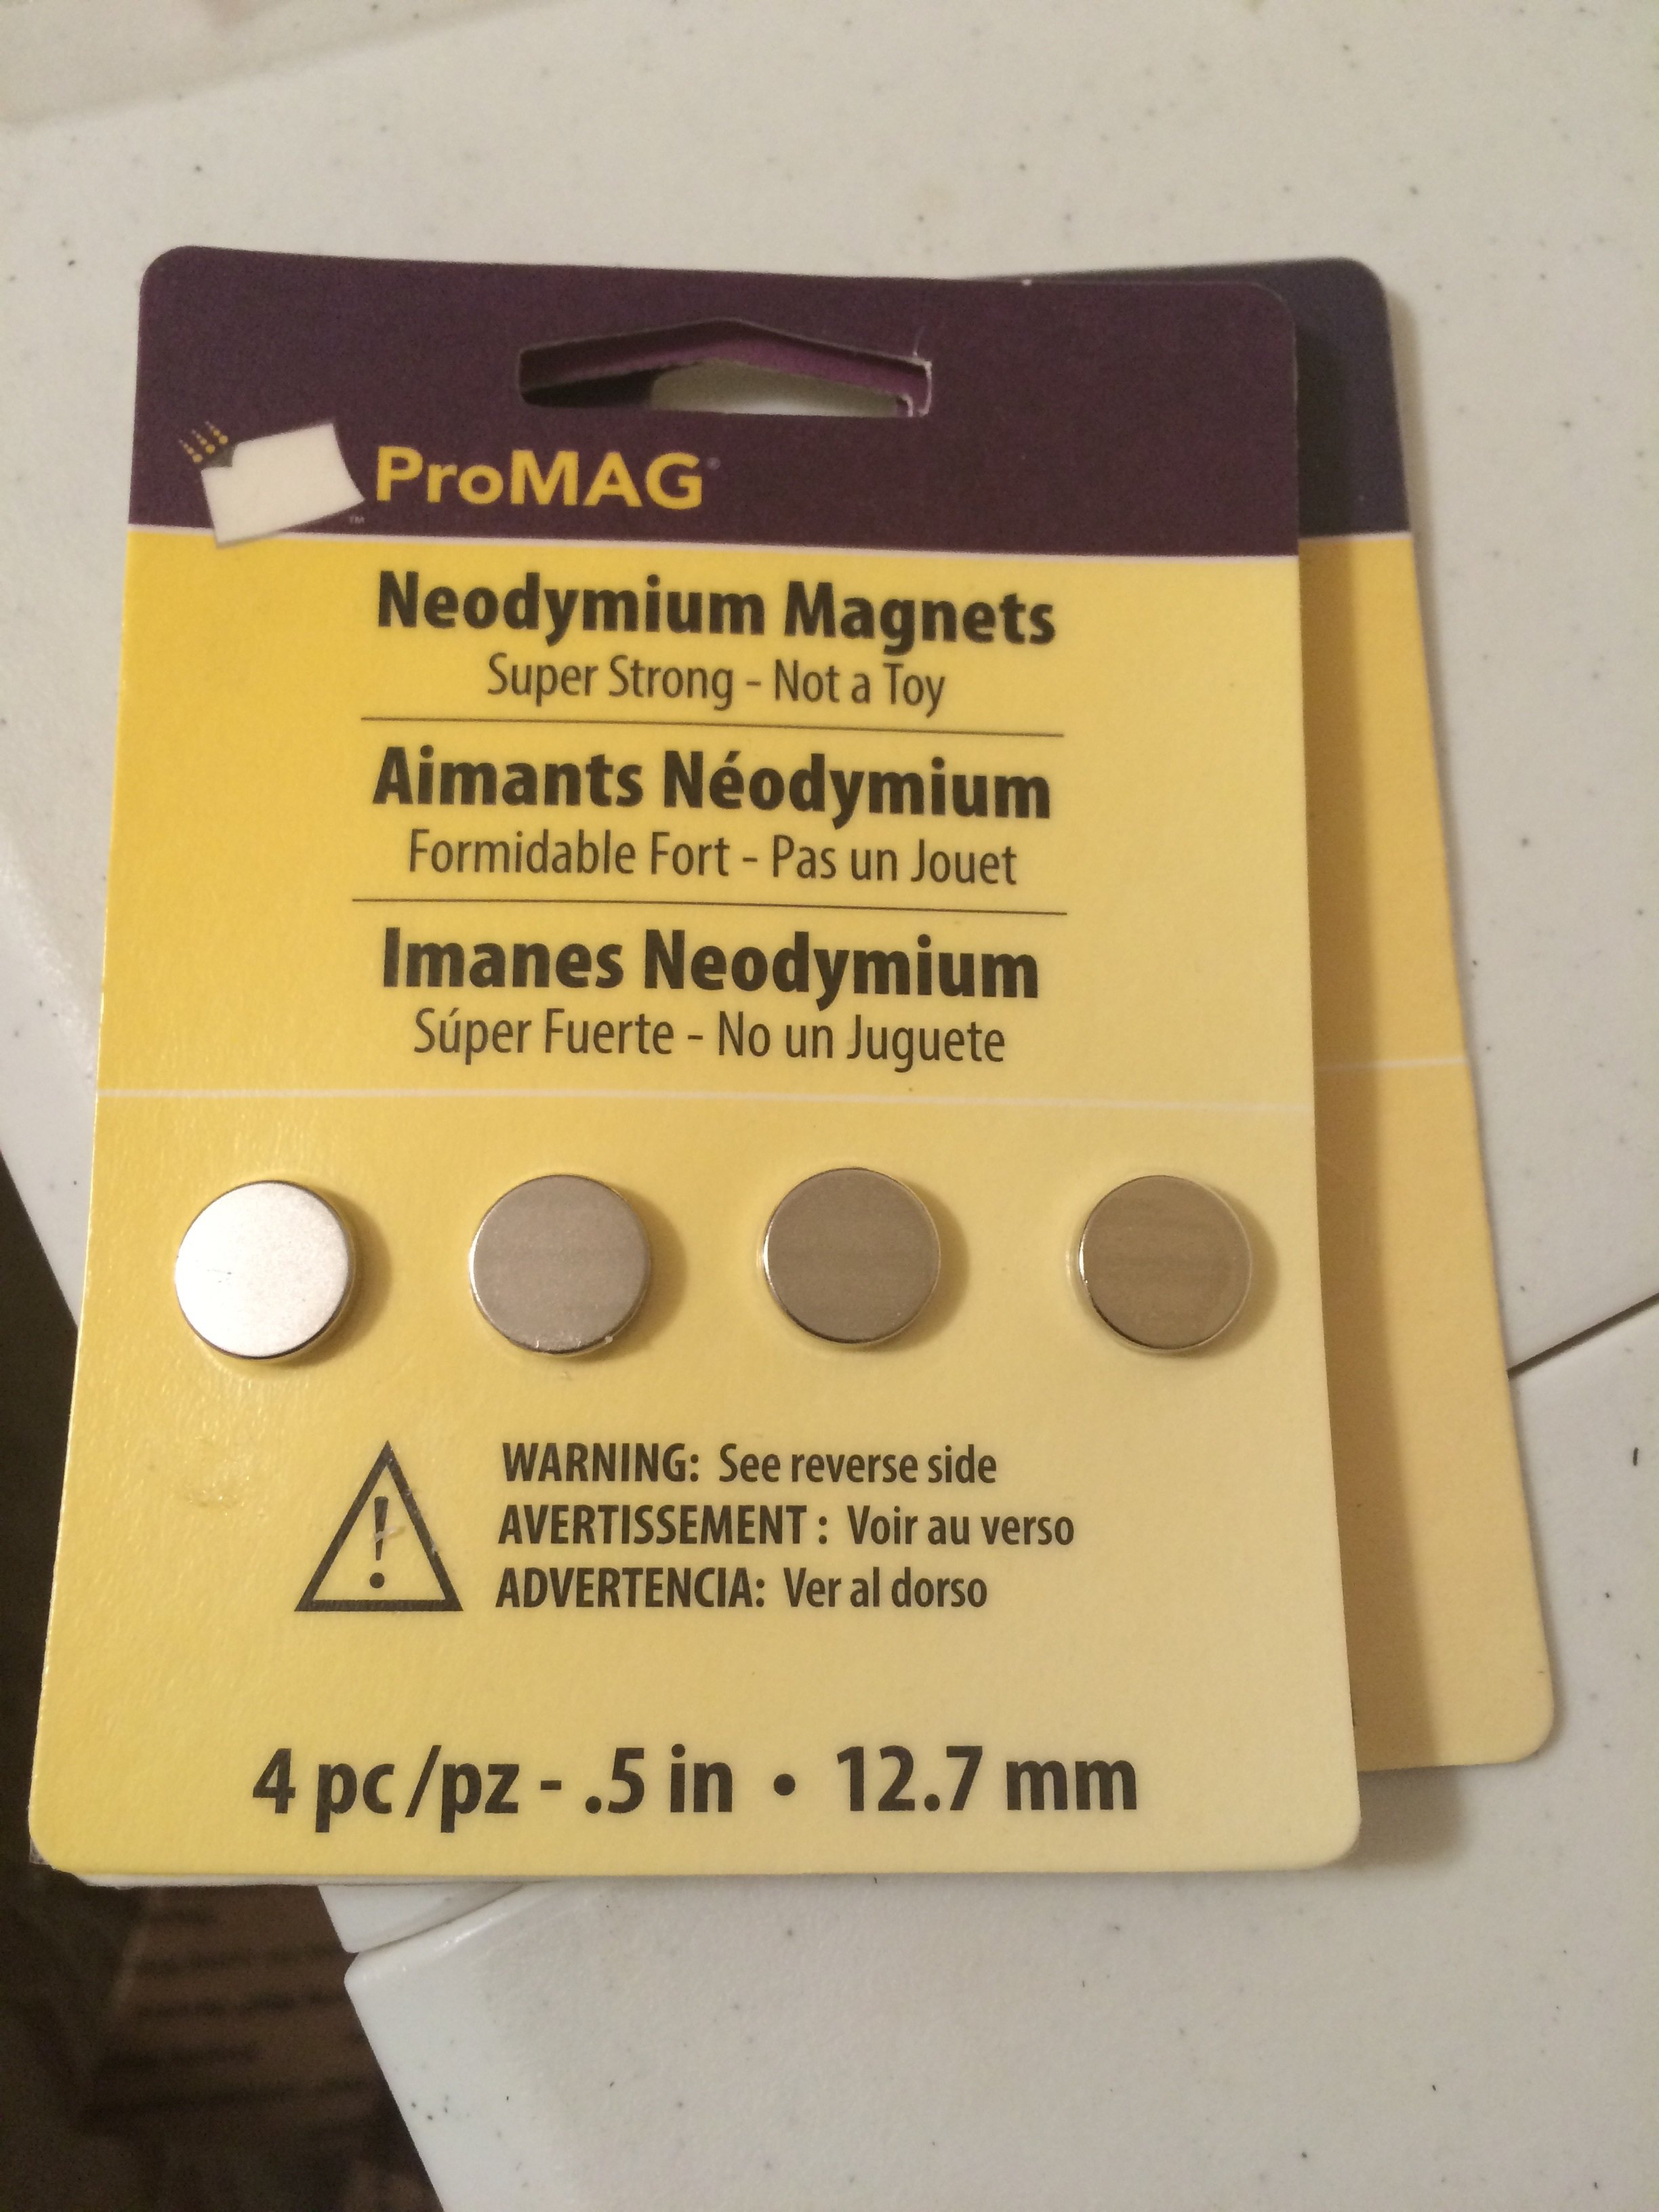 ProMAG®
™
Neodymium Magnets
Super Strong - Not a Toy
Aimants Néodymium
Formidable Fort - Pas un Jouet
Imanes Neodymium
Súper Fuerte - No un Juguete
WARNING: See reverse side
AVERTISSEMENT : Voir au verso
ADVERTENCIA: Ver al dorso
4 pc/pz - .5 in • 12.7 mm